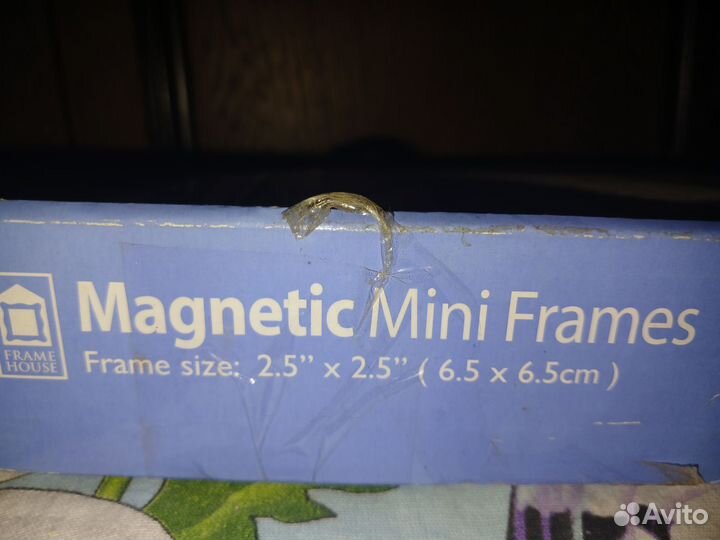 Magnetic Mini Frames
FRAME
HOUSE
Frame size: 2.5” x 2.5” ( 6.5 x 6.5cm )
Avito